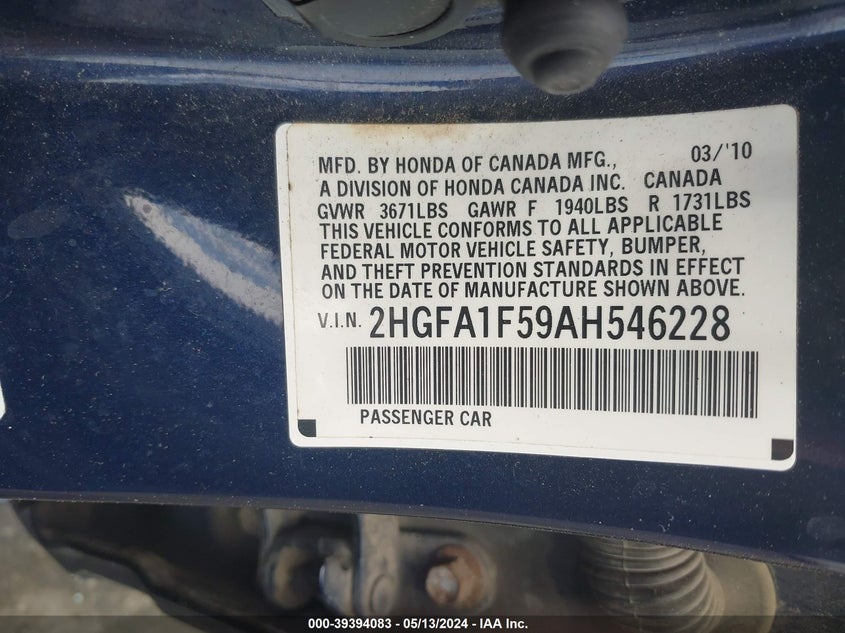 MFD. BY HONDA OF CANADA MFG., 03/'10
A DIVISION OF HONDA CANADA INC. CANADA
GVWR 3671LBS GAWR F 1940LBS R 1731LBS
THIS VEHICLE CONFORMS TO ALL APPLICABLE
FEDERAL MOTOR VEHICLE SAFETY, BUMPER,
AND THEFT PREVENTION STANDARDS IN EFFECT
ON THE DATE OF MANUFACTURE SHOWN ABOVE.
V.I.N. 2HGFA1F59AH546228
PASSENGER CAR
000-39394083 - 05/13/2024 - IAA Inc.